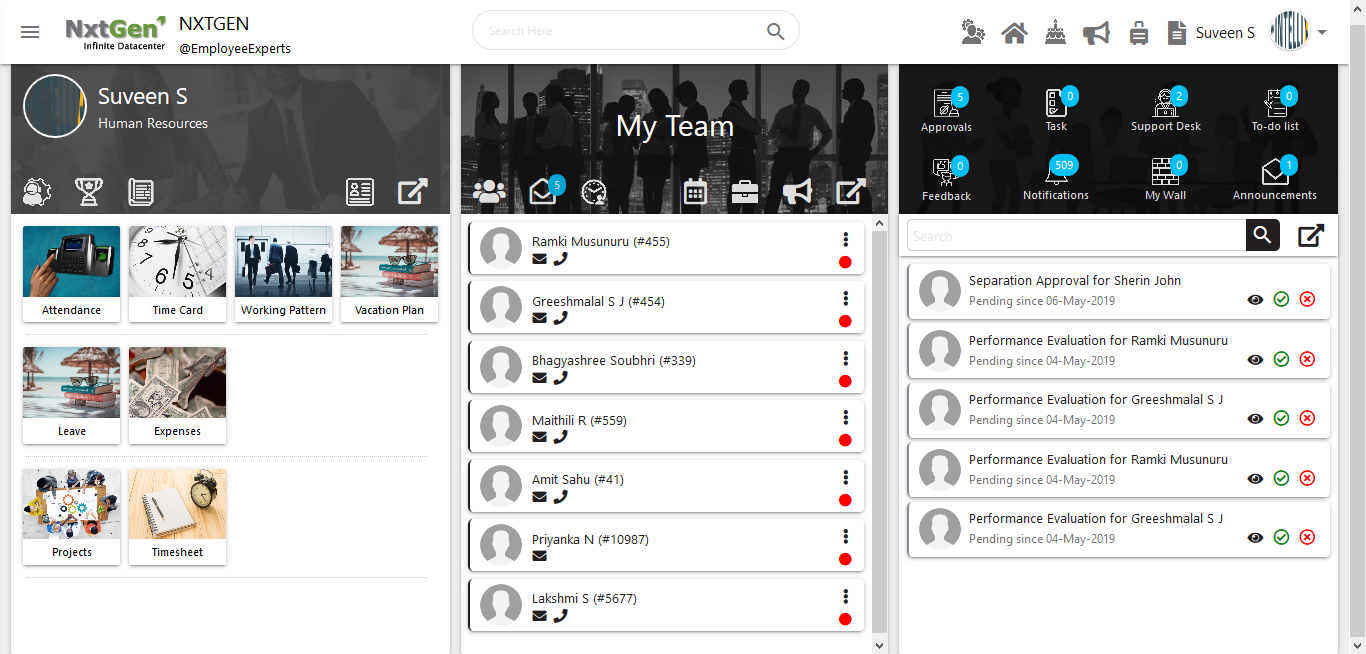 NxtGen
Infinite Datacenter
NXTGEN
@EmployeeExperts
Search Here
Suveen S
Suveen S
Human Resources
Attendance
Time Card
Working Pattern
Vacation Plan
Leave
Expenses
Projects
Timesheet
My Team
5
Ramki Musunuru (#455)
Greeshmalal S J (#454)
Bhagyashree Soubhri (#339)
Maithili R (#559)
Amit Sahu (#41)
Priyanka N (#10987)
Lakshmi S (#5677)
5
Approvals
0
Task
2
Support Desk
0
To-do list
0
Feedback
509
Notifications
0
My Wall
1
Announcements
Search
Separation Approval for Sherin John
Pending since 06-May-2019
Performance Evaluation for Ramki Musunuru
Pending since 04-May-2019
Performance Evaluation for Greeshmalal S J
Pending since 04-May-2019
Performance Evaluation for Ramki Musunuru
Pending since 04-May-2019
Performance Evaluation for Greeshmalal S J
Pending since 04-May-2019